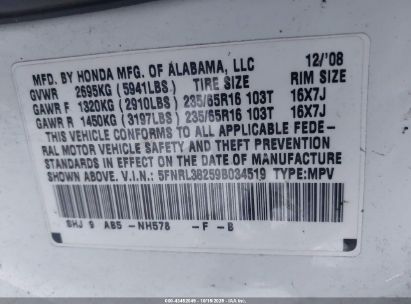 MFD. BY HONDA MFG. OF ALABAMA, LLC 12/'08
GVWR 2695KG (5941LBS) TIRE SIZE RIM SIZE
GAWR F 1320KG (2910LBS) 235/65R16 103T 16X7J
GAWR R 1450KG (3197LBS) 235/65R16 103T 16X7J
THIS VEHICLE CONFORMS TO ALL APPLICABLE FEDE-
RAL MOTOR VEHICLE SAFETY AND THEFT PREVENTION
STANDARDS IN EFFECT ON THE DATE OF MANUFACTURE
SHOWN ABOVE. V.I.N.: 5FNRL38259B034519 TYPE:MPV
SHJ 9 AB5 -NH578 -F -B